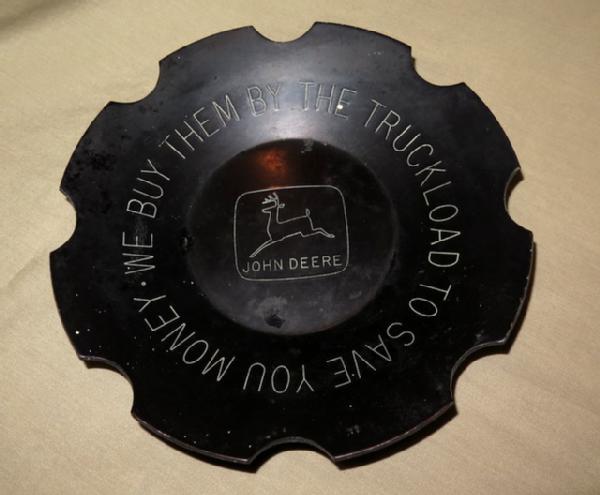 WE BUY THEM BY THE TRUCKLOAD TO SAVE YOU MONEY •
JOHN DEERE